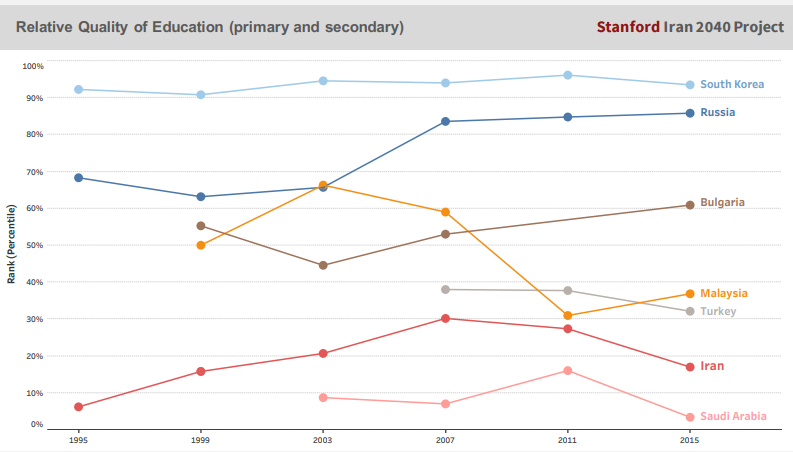 Relative Quality of Education (primary and secondary)
Stanford Iran 2040 Project
100%
90%
80%
70%
60%
50%
40%
30%
20%
10%
0%
Rank (Percentile)
South Korea
Russia
Bulgaria
Malaysia
Turkey
Iran
Saudi Arabia
1995 1999 2003 2007 2011 2015